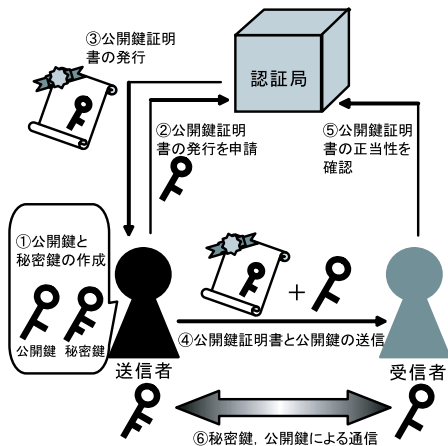 ③公開鍵証明
書の発行
認証局
②公開鍵証明
書の発行を申請
⑤公開鍵証明
書の正当性を
確認
①公開鍵と
秘密鍵の作成
公開鍵 秘密鍵
+
④公開鍵証明書と公開鍵の送信
送信者
受信者
⑥秘密鍵，公開鍵による通信